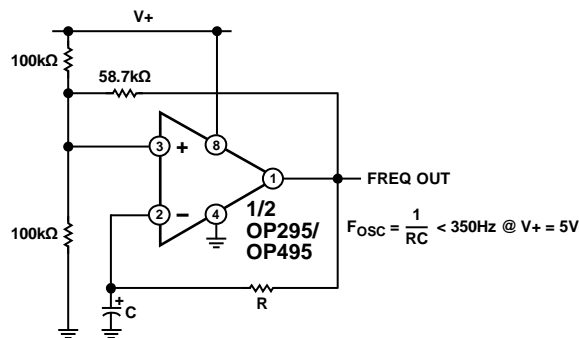 V+
100kΩ
58.7kΩ
3
+
8
1
FREQ OUT
2
−
4
1/2
OP295/
OP495
100kΩ
F_OSC = 1/RC < 350Hz @ V+ = 5V
+
C
R